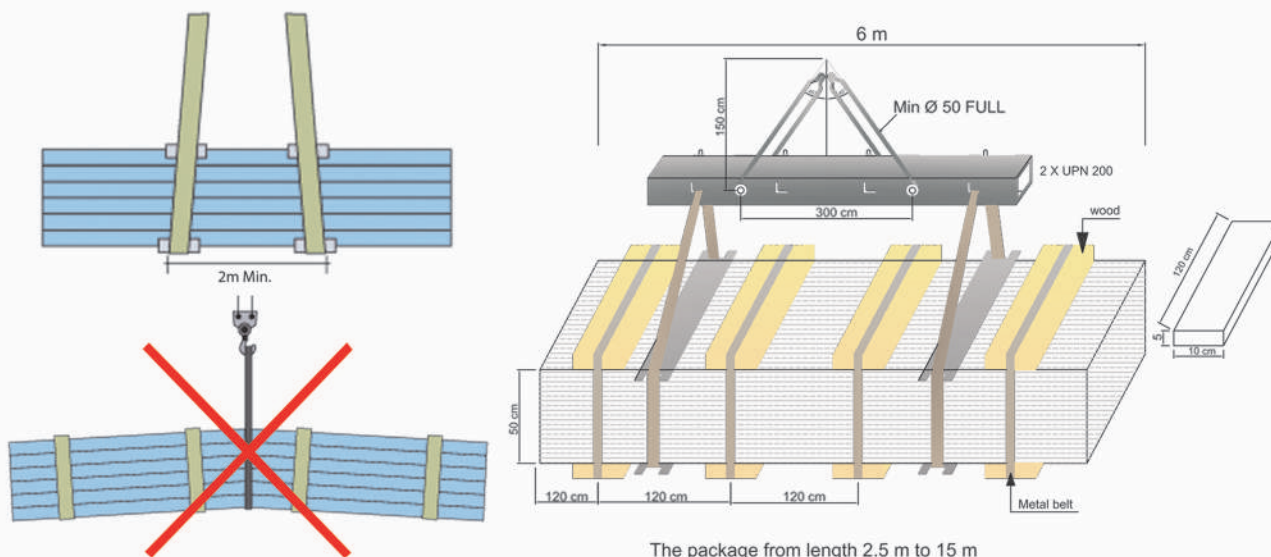 2m Min.
6 m
150 cm
Min Ø 50 FULL
2 X UPN 200
300 cm
wood
120 cm
5
10 cm
50 cm
120 cm
120 cm
120 cm
Metal belt
The package from length 2.5 m to 15 m